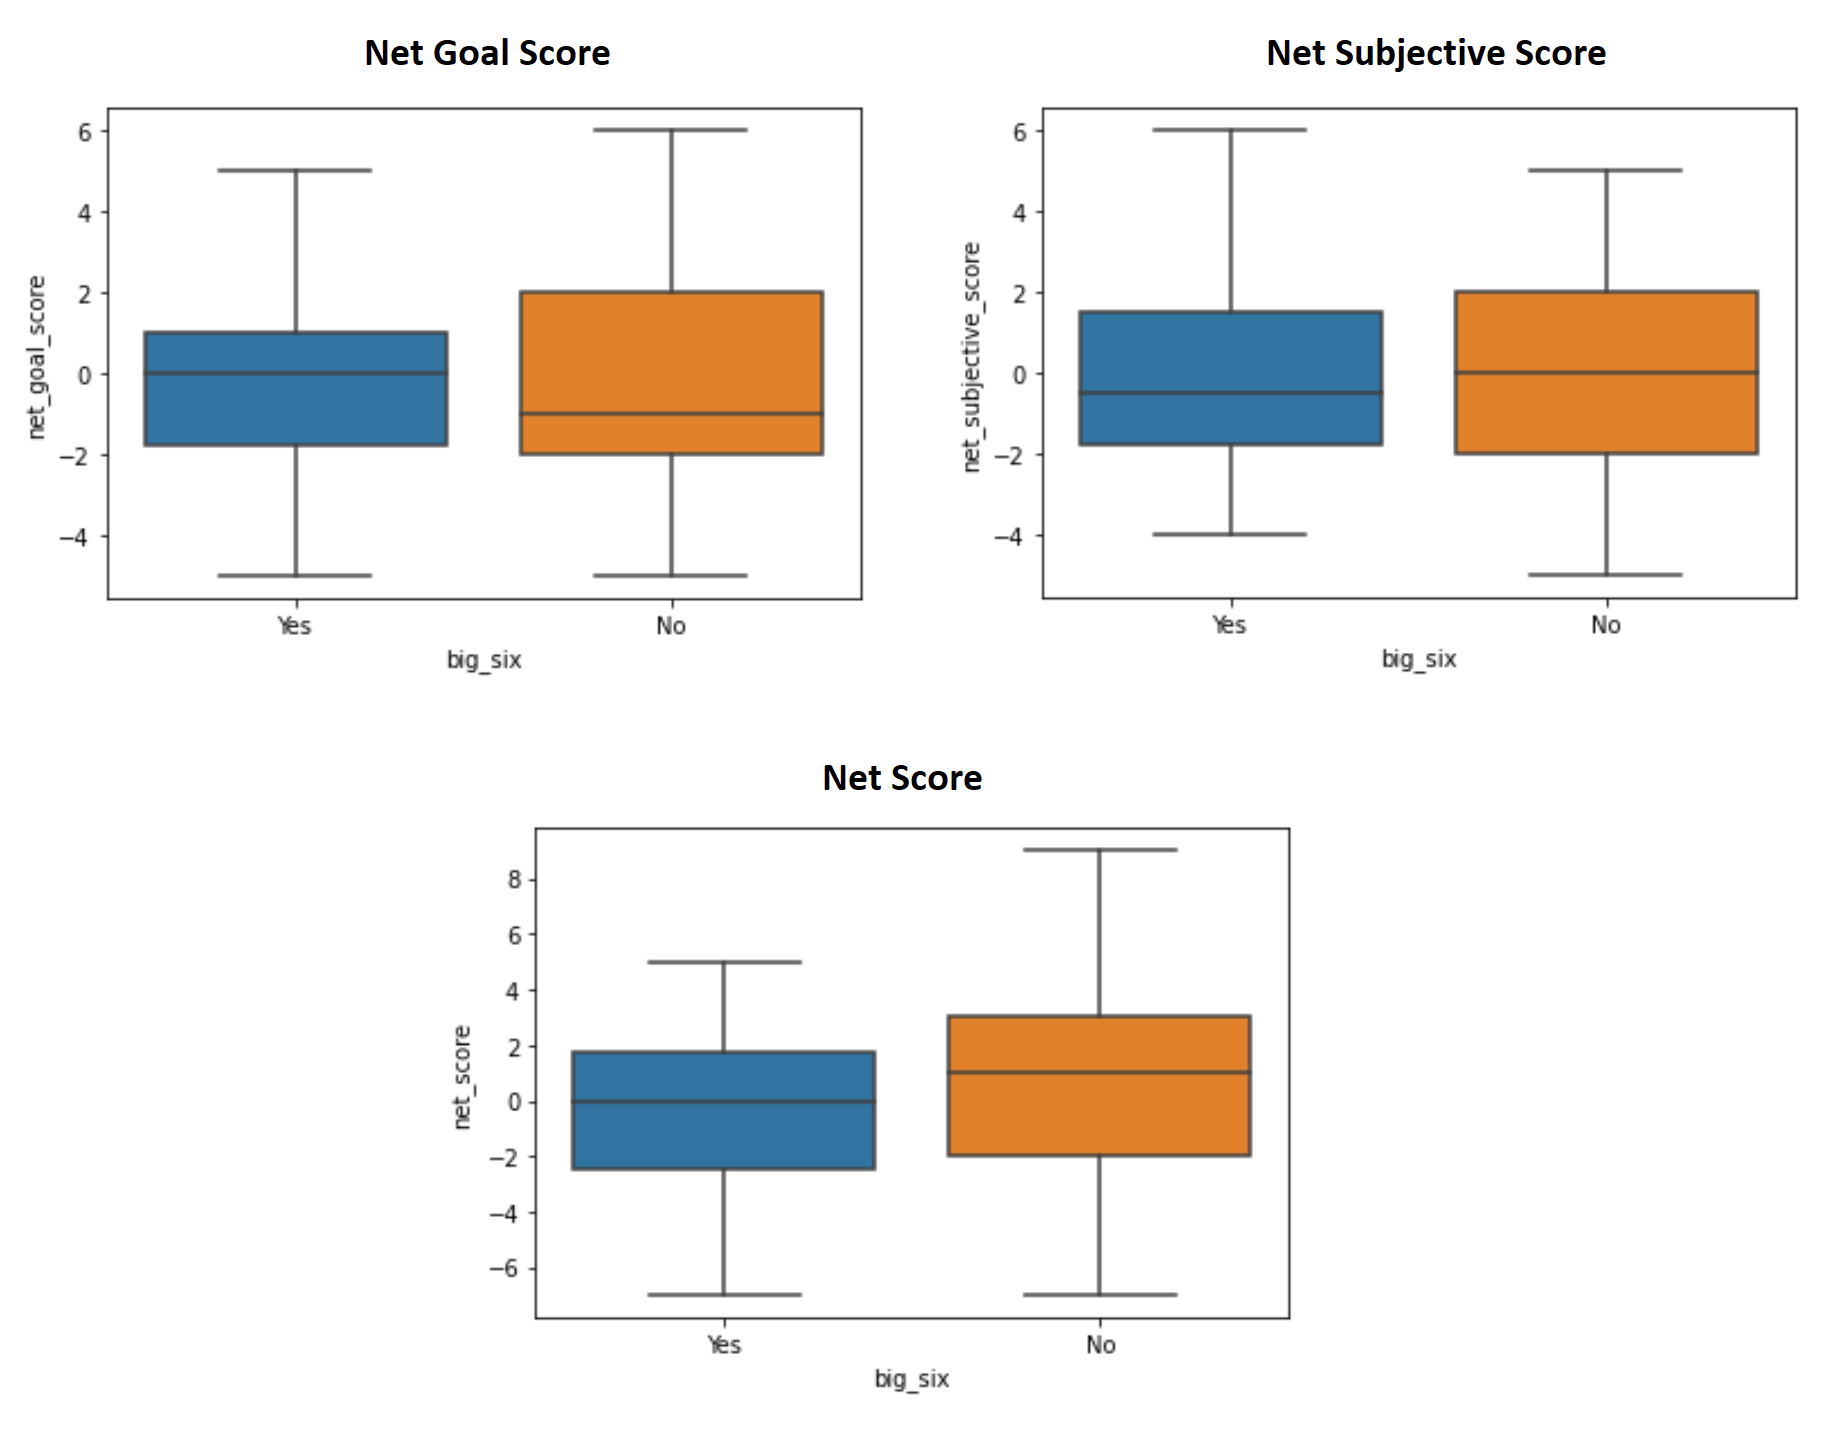 Net Goal Score
net_goal_score
6
4
2
0
−2
−4
Yes No
big_six
Net Subjective Score
net_subjective_score
6
4
2
0
−2
−4
Yes No
big_six
Net Score
net_score
8
6
4
2
0
−2
−4
−6
Yes No
big_six